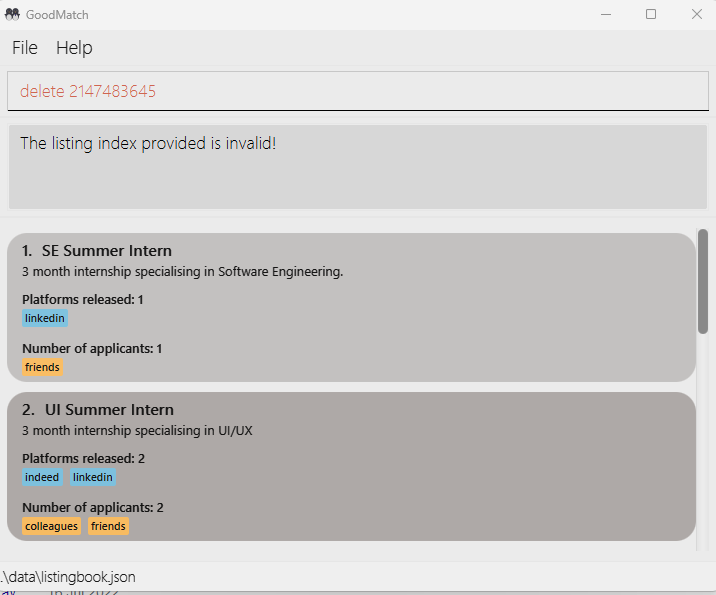 GoodMatch
File Help
delete 2147483645
The listing index provided is invalid!
1. SE Summer Intern
3 month internship specialising in Software Engineering.
Platforms released: 1
linkedin
Number of applicants: 1
friends
2. UI Summer Intern
3 month internship specialising in UI/UX
Platforms released: 2
indeed linkedin
Number of applicants: 2
colleagues friends
.\data\listingbook.json